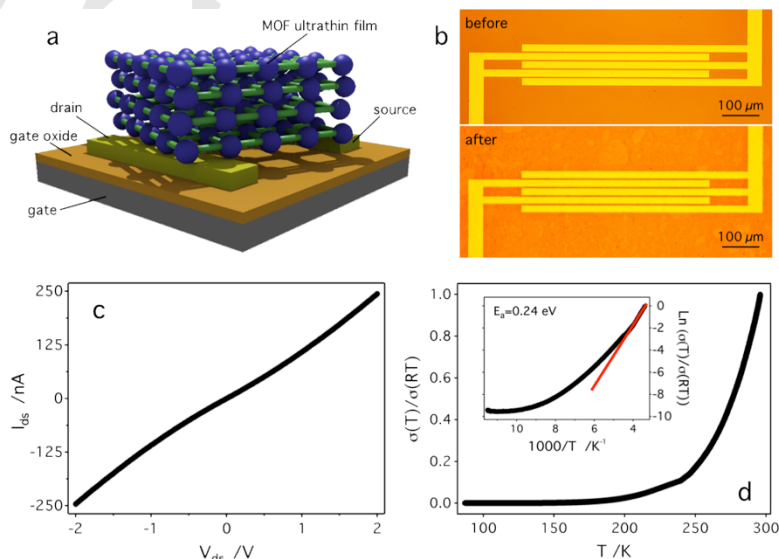 a
MOF ultrathin film
drain
source
gate oxide
gate
b
before
100 µm
after
100 µm
c
250
125
0
-125
-250
I_ds /nA
-2
-1
0
1
2
V_ds /V
1.0
0.8
0.6
0.4
0.2
0.0
σ(T)/σ(RT)
E_a=0.24 eV
0
-2
-4
-6
-8
-10
Ln (σ(T)/σ(RT))
10
8
6
4
1000/T /K⁻¹
d
100
150
200
250
300
T /K